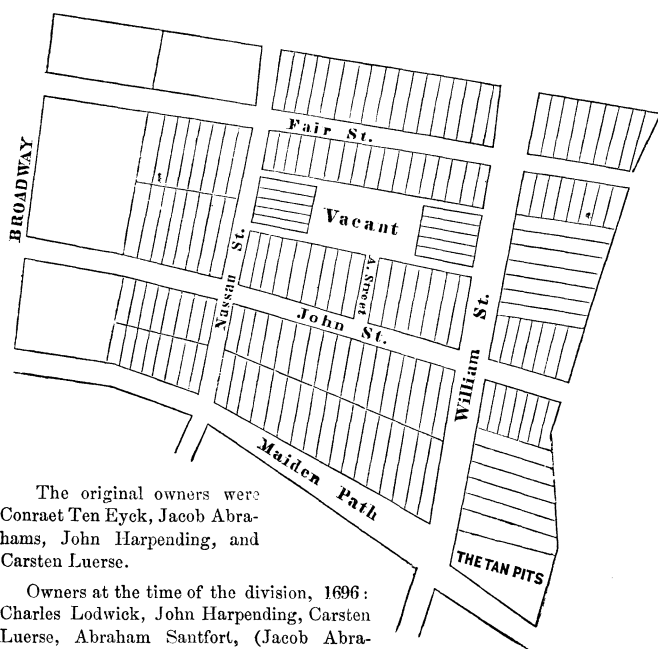 Fair St.
BROADWAY
Vacant
Nassau St.
A. Street
John St.
William St.
Maiden Path
THE TAN PITS
The original owners were
Conraet Ten Eyck, Jacob Abra-
hams, John Harpending, and
Carsten Luerse.
Owners at the time of the division, 1696:
Charles Lodwick, John Harpending, Carsten
Luerse, Abraham Santfort, (Jacob Abra-